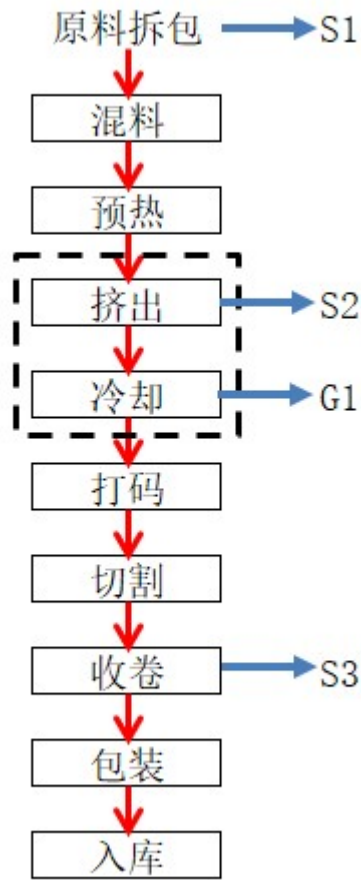 原料拆包 S1
混料
预热
挤出 S2
冷却 G1
打码
切割
收卷 S3
包装
入库